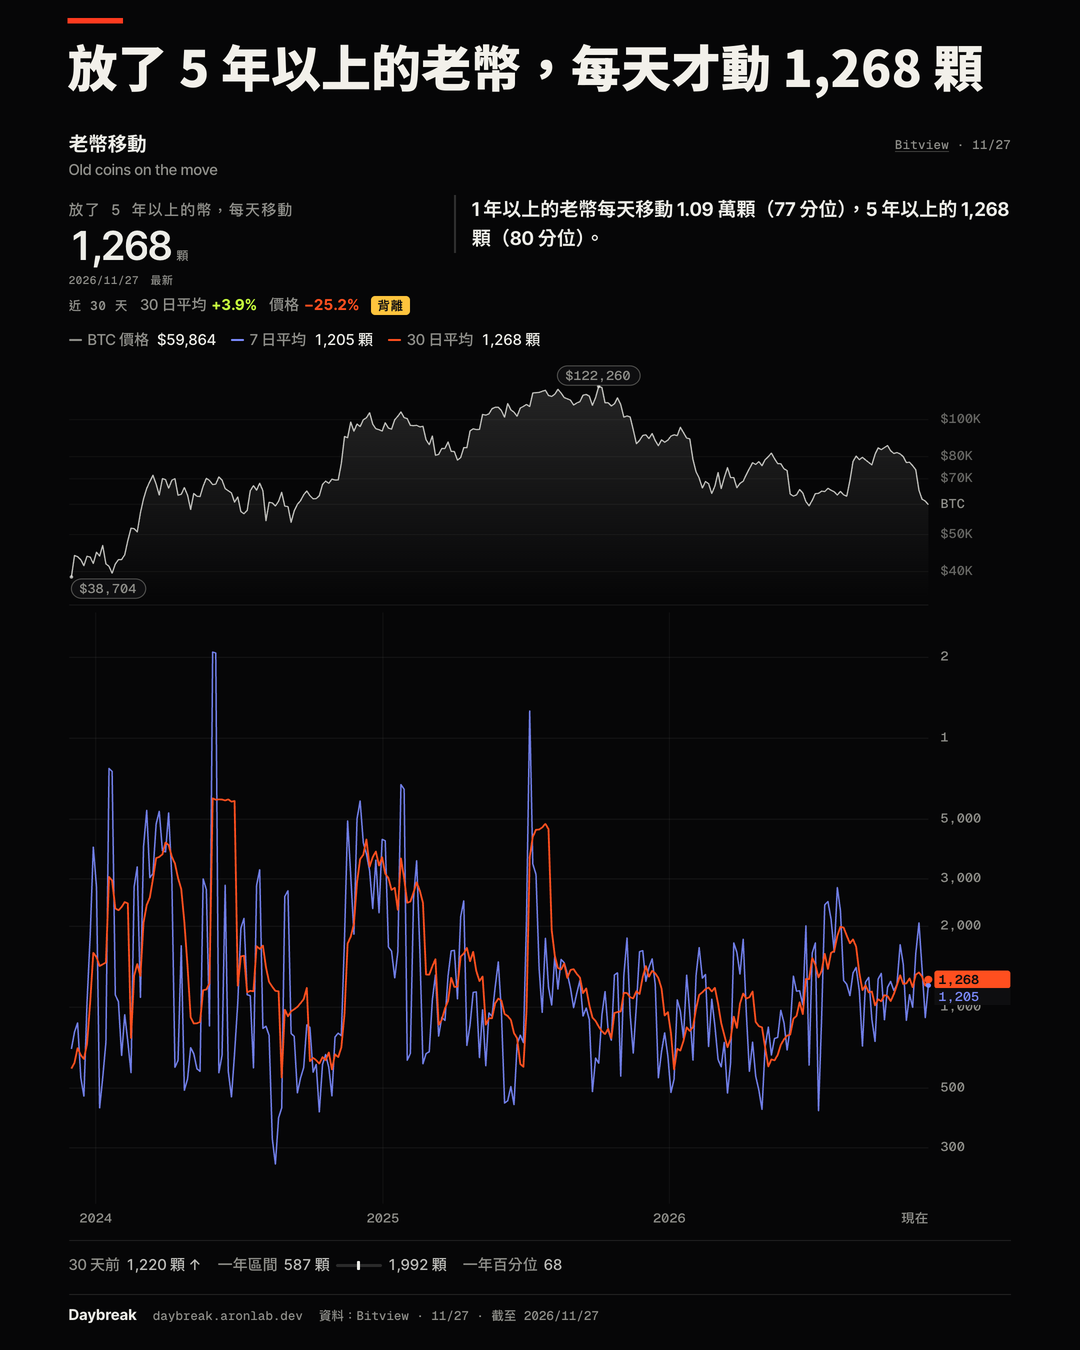 放了 5 年以上的老幣，每天才動 1,268 顆
老幣移動
Bitview · 11/27
Old coins on the move
放了 5 年以上的幣，每天移動
1,268 顆
2026/11/27 最新
近 30 天 30 日平均 +3.9% 價格 −25.2% 背離
1 年以上的老幣每天移動 1.09 萬顆（77 分位），5 年以上的 1,268
顆（80 分位）。
BTC 價格 $59,864 7 日平均 1,205 顆 30 日平均 1,268 顆
$122,260
$100K
$80K
$70K
BTC
$50K
$40K
$38,704
2
1
5,000
3,000
2,000
1,268
1,205
1,000
500
300
2024 2025 2026 現在
30 天前 1,220 顆 ↑ 一年區間 587 顆 1,992 顆 一年百分位 68
Daybreak daybreak.aronlab.dev 資料：Bitview · 11/27 · 截至 2026/11/27